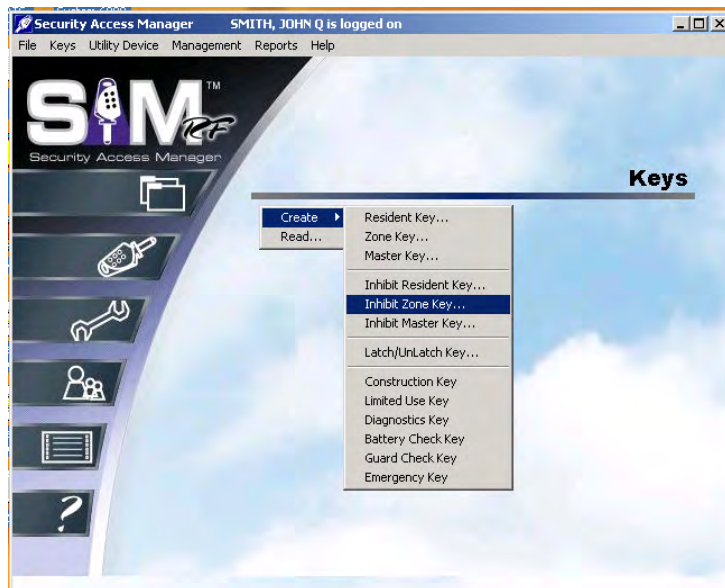 Security Access Manager SMITH, JOHN Q is logged on
File Keys Utility Device Management Reports Help
SAM TM
RF
Security Access Manager
Keys
Create
Read...
Resident Key...
Zone Key...
Master Key...
Inhibit Resident Key...
Inhibit Zone Key...
Inhibit Master Key...
Latch/UnLatch Key...
Construction Key
Limited Use Key
Diagnostics Key
Battery Check Key
Guard Check Key
Emergency Key
?